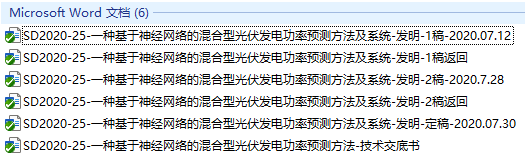 Microsoft Word 文档 (6)
SD2020-25-一种基于神经网络的混合型光伏发电功率预测方法及系统-发明-1稿-2020.07.12
SD2020-25-一种基于神经网络的混合型光伏发电功率预测方法及系统-发明-1稿返回
SD2020-25-一种基于神经网络的混合型光伏发电功率预测方法及系统-发明-2稿-2020.7.28
SD2020-25-一种基于神经网络的混合型光伏发电功率预测方法及系统-发明-2稿返回
SD2020-25-一种基于神经网络的混合型光伏发电功率预测方法及系统-发明-定稿-2020.07.30
SD2020-25-一种基于神经网络的混合型光伏发电功率预测方法-技术交底书